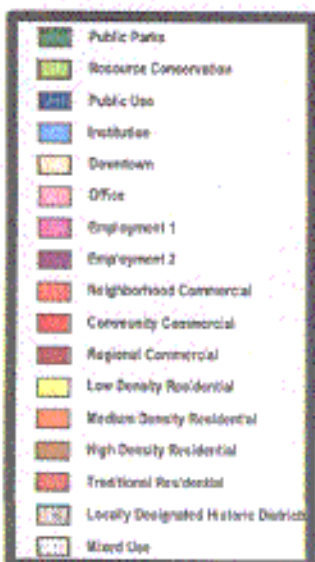 Public Parks
Resource Conservation
Public Use
Institution
Downtown
Office
Employment 1
Employment 2
Neighborhood Commercial
Community Commercial
Regional Commercial
Low Density Residential
Medium Density Residential
High Density Residential
Traditional Residential
Locally Designated Historic Districts
Mixed Use